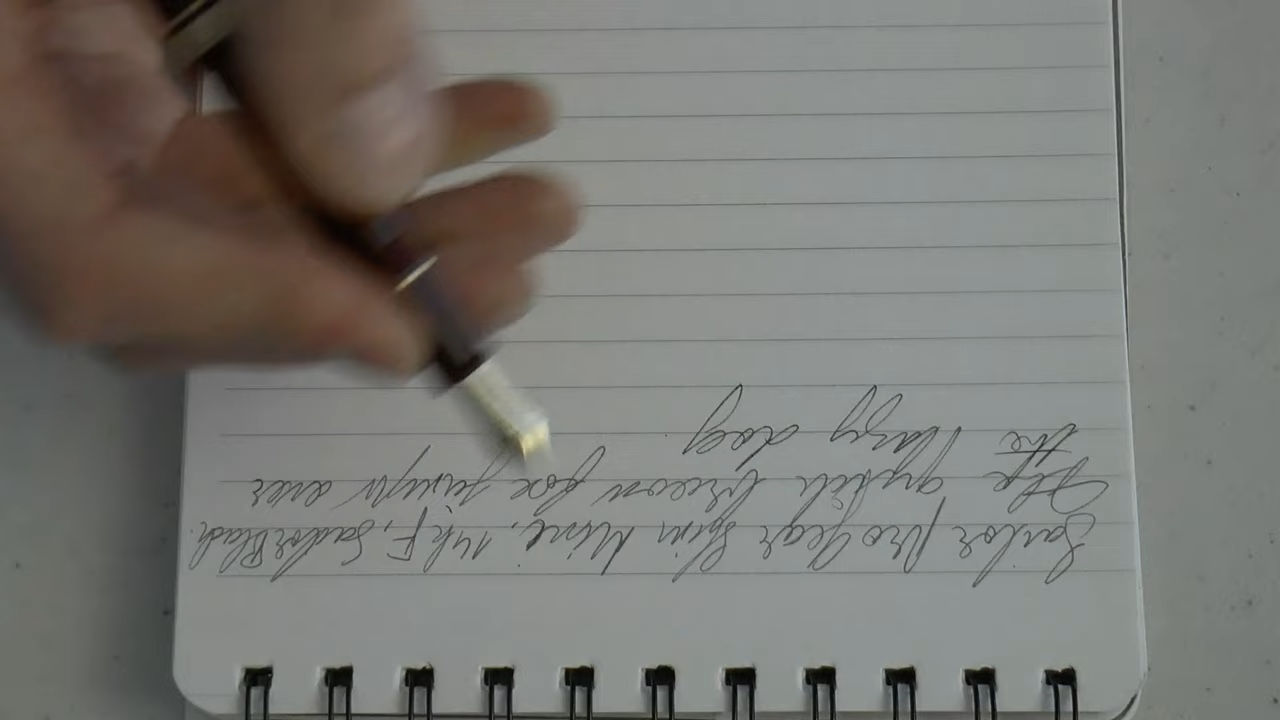 Sailor Pro Gear Slim Mini, 14k F, Sailor Black.
The quick brown fox jumps over
the lazy dog